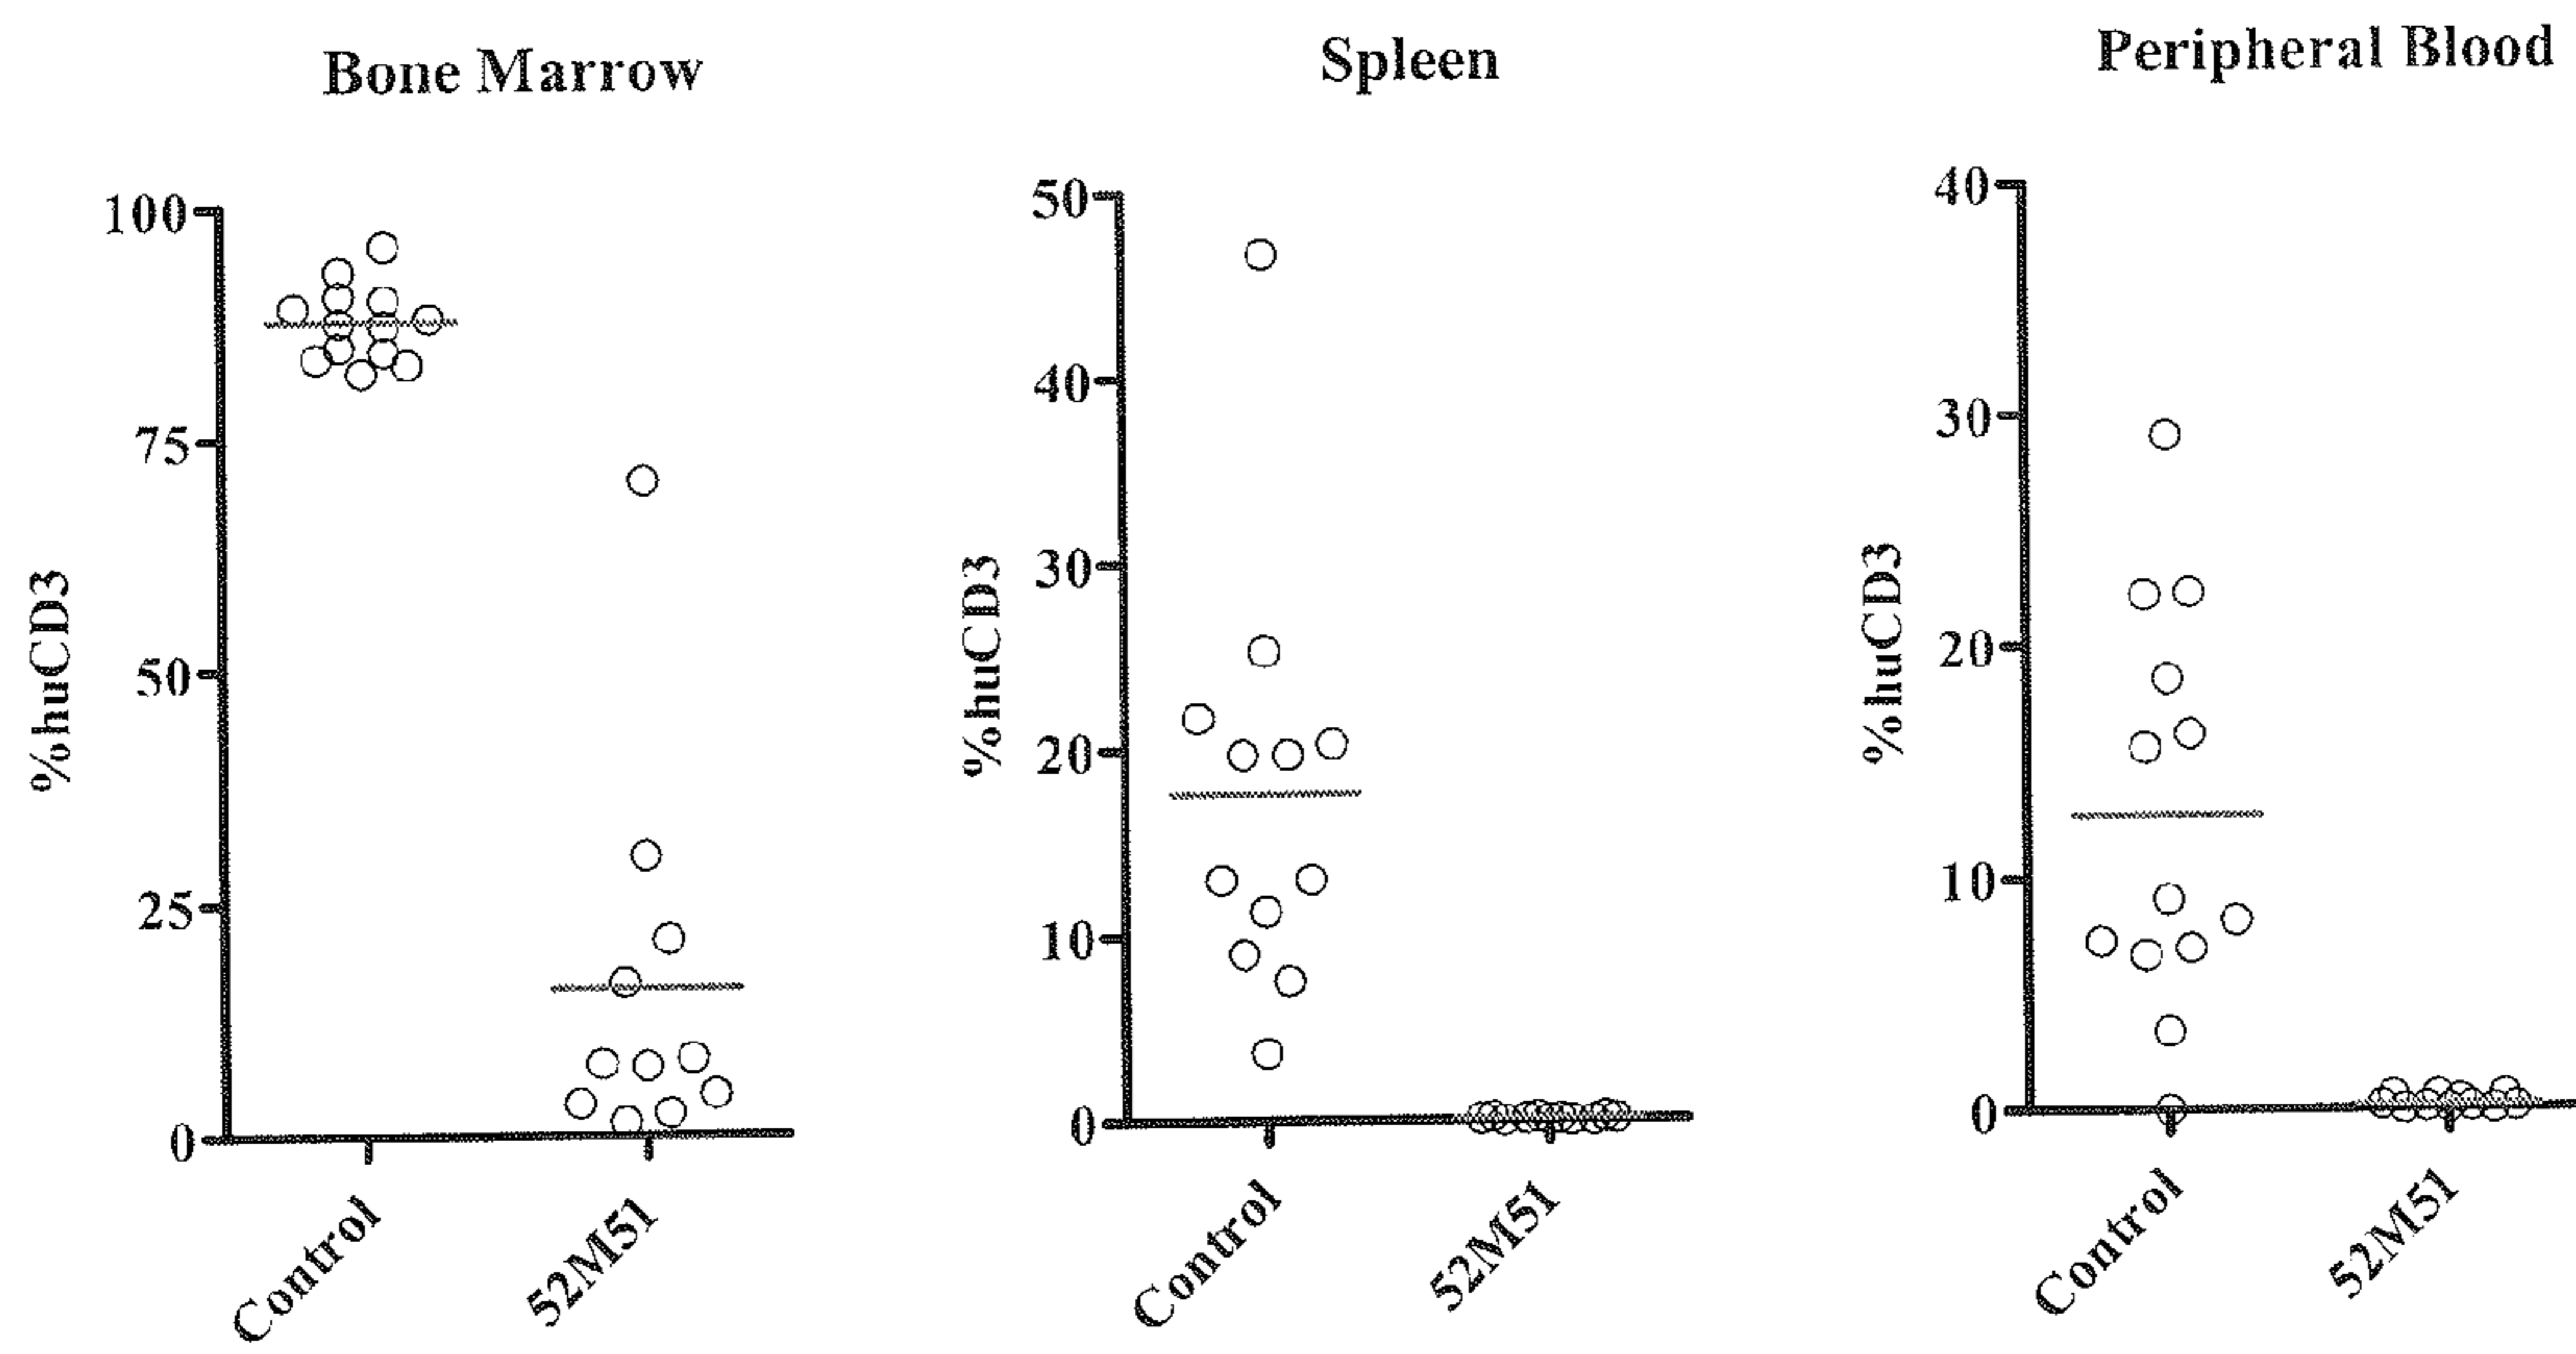 Bone Marrow
%huCD3
100
75
50
25
0
Control
52M51
Spleen
%huCD3
50
40
30
20
10
0
Control
52M51
Peripheral Blood
%huCD3
40
30
20
10
0
Control
52M51